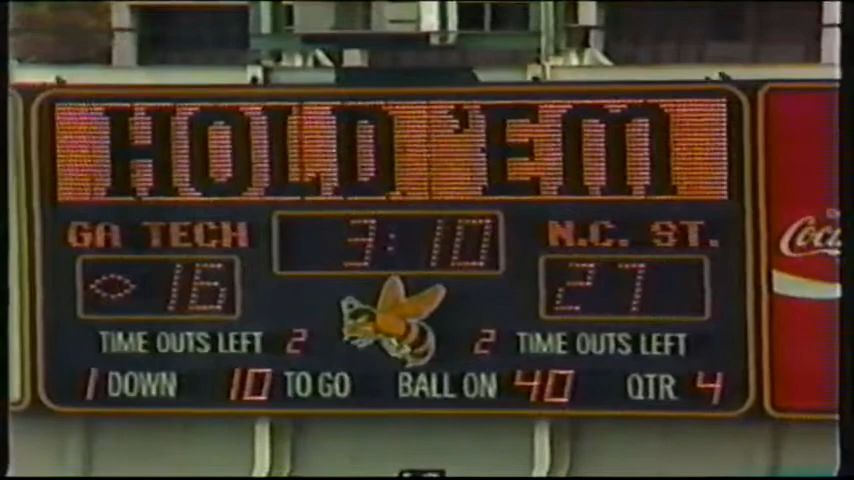 HOLD 'EM
GA TECH 3:10 N.C. ST.
16 27
TIME OUTS LEFT 2 2 TIME OUTS LEFT
1 DOWN 10 TO GO BALL ON 40 QTR 4
Coca